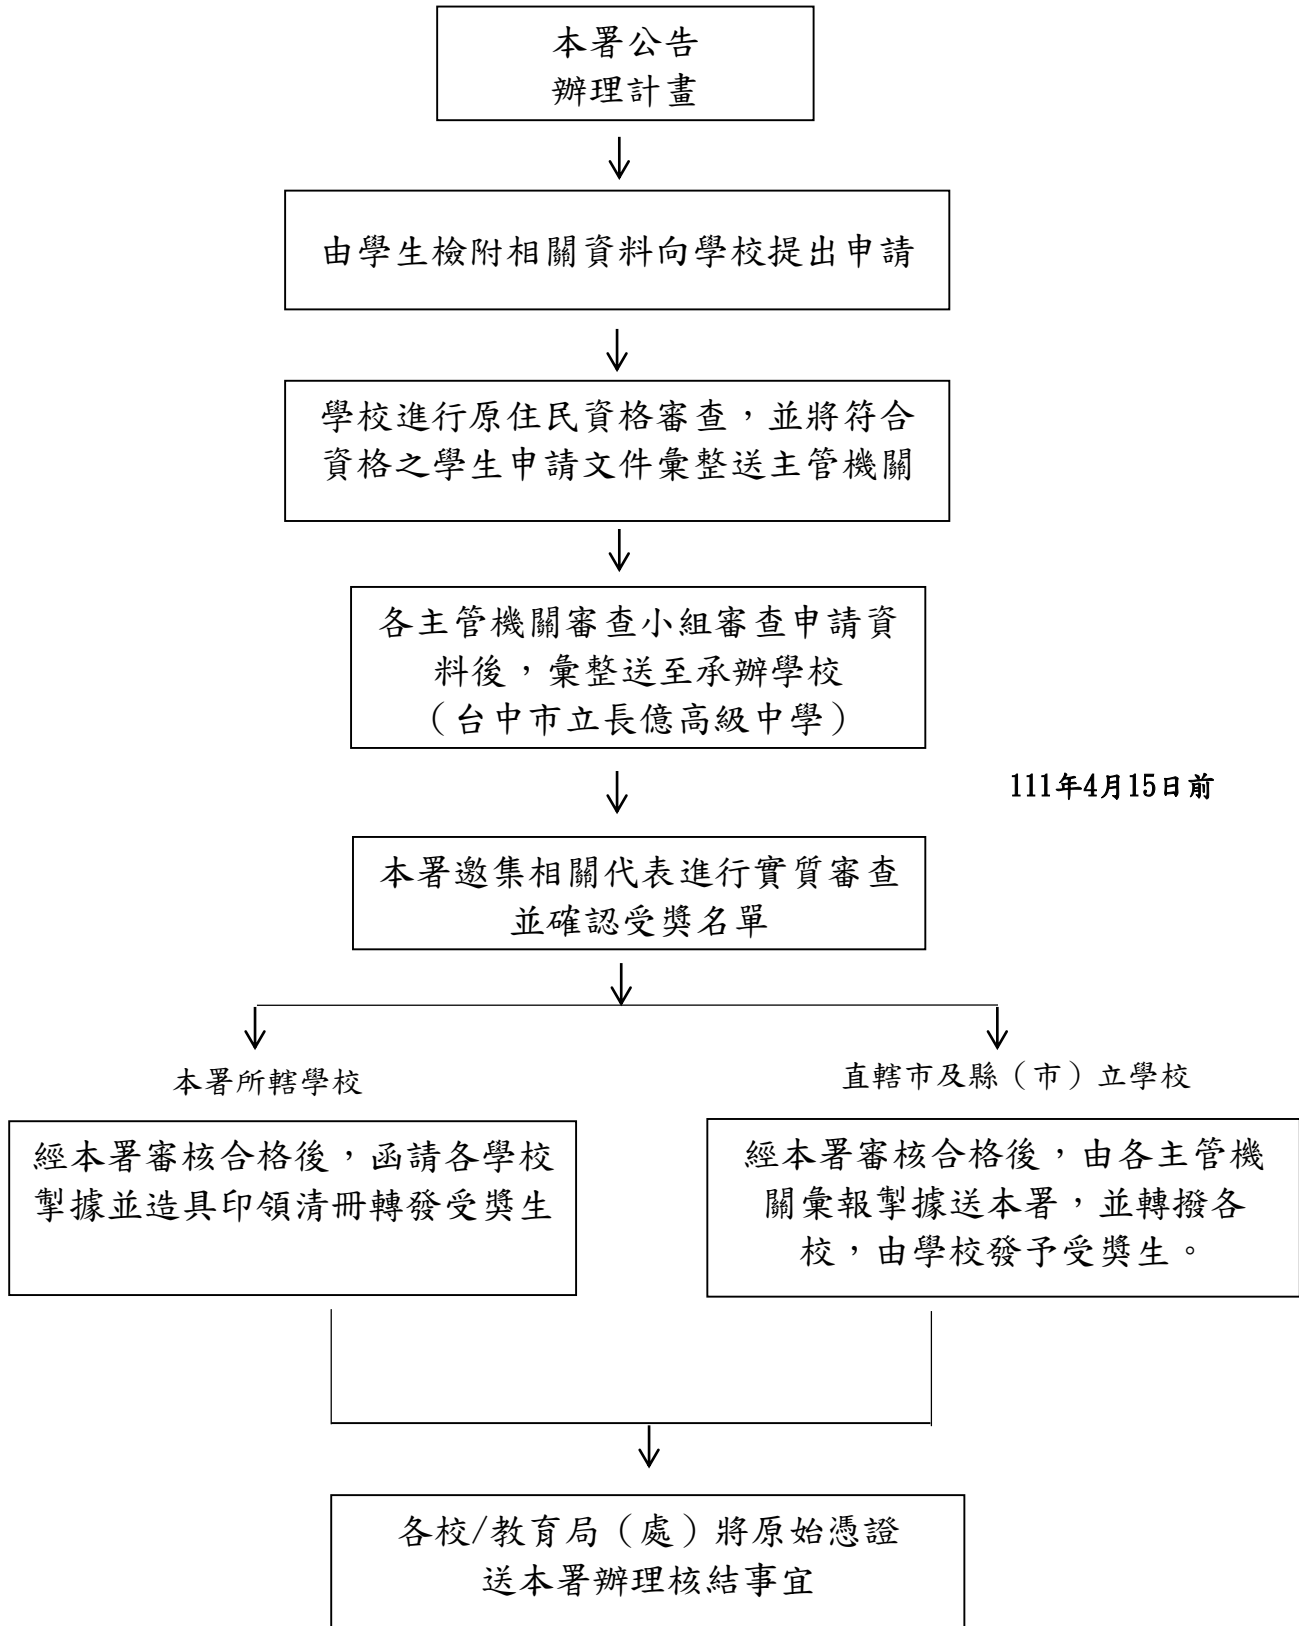 本署公告
辦理計畫
由學生檢附相關資料向學校提出申請
學校進行原住民資格審查，並將符合
資格之學生申請文件彙整送主管機關
各主管機關審查小組審查申請資
料後，彙整送至承辦學校
（台中市立長億高級中學）
111年4月15日前
本署邀集相關代表進行實質審查
並確認受獎名單
本署所轄學校
直轄市及縣（市）立學校
經本署審核合格後，函請各學校
掣據並造具印領清冊轉發受獎生
經本署審核合格後，由各主管機
關彙報掣據送本署，並轉撥各
校，由學校發予受獎生。
各校/教育局（處）將原始憑證
送本署辦理核結事宜